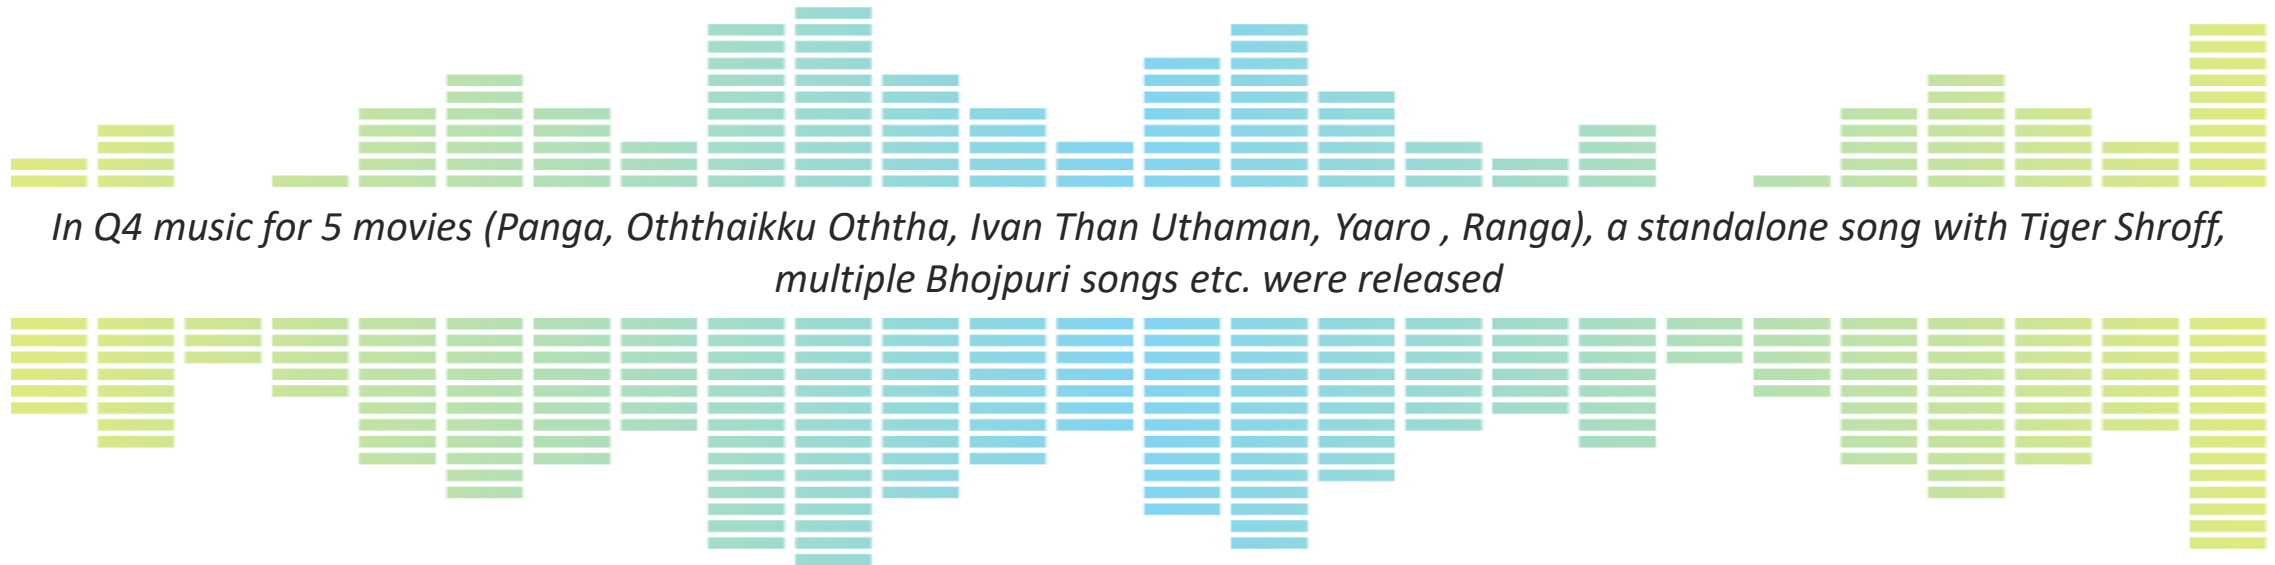 In Q4 music for 5 movies (Panga, Oththaikku Oththa, Ivan Than Uthaman, Yaaro , Ranga), a standalone song with Tiger Shroff,
multiple Bhojpuri songs etc. were released